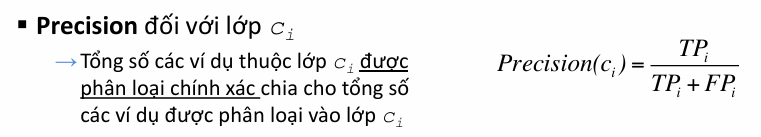 ▪ Precision đối với lớp c_i
→ Tổng số các ví dụ thuộc lớp c_i được
phân loại chính xác chia cho tổng số
các ví dụ được phân loại vào lớp c_i
Precision(c_i) = TP_i / (TP_i + FP_i)